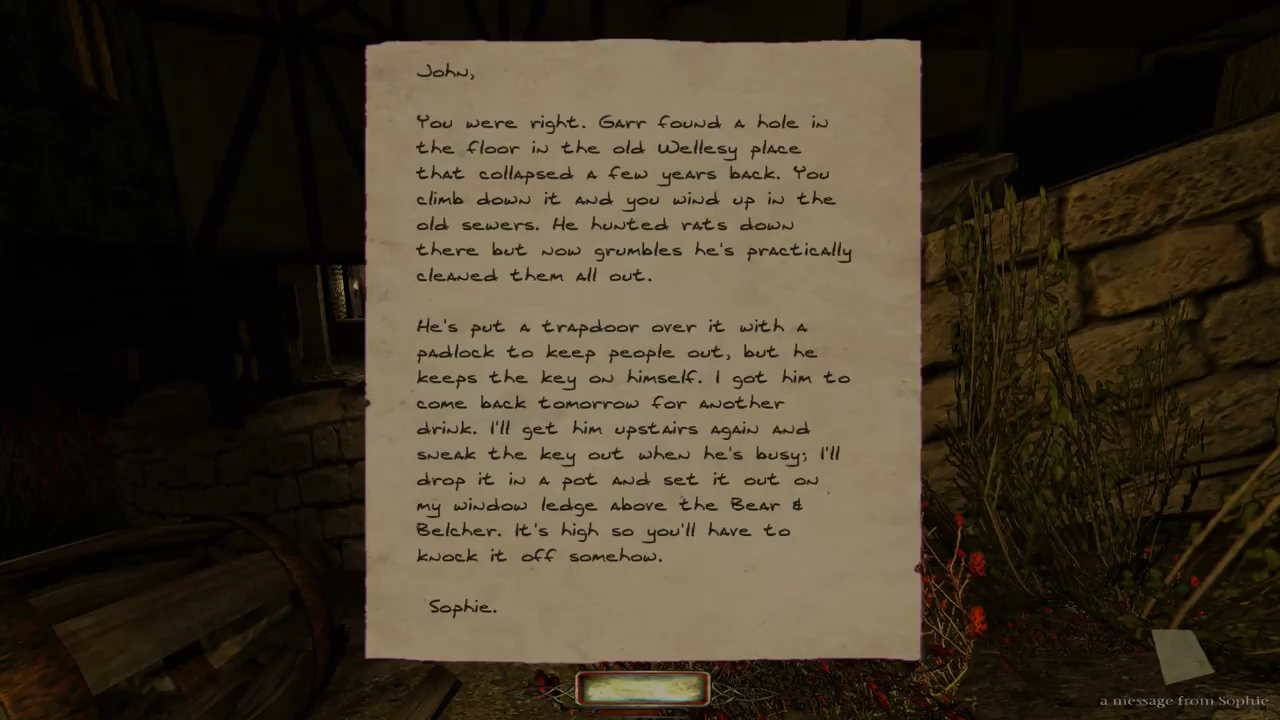 John,
You were right. Garr found a hole in
the floor in the old Wellesy place
that collapsed a few years back. You
climb down it and you wind up in the
old sewers. He hunted rats down
there but now grumbles he's practically
cleaned them all out.
He's put a trapdoor over it with a
padlock to keep people out, but he
keeps the key on himself. I got him to
come back tomorrow for another
drink. I'll get him upstairs again and
sneak the key out when he's busy; I'll
drop it in a pot and set it out on
my window ledge above the Bear &
Belcher. It's high so you'll have to
knock it off somehow.
Sophie.
a message from Sophie